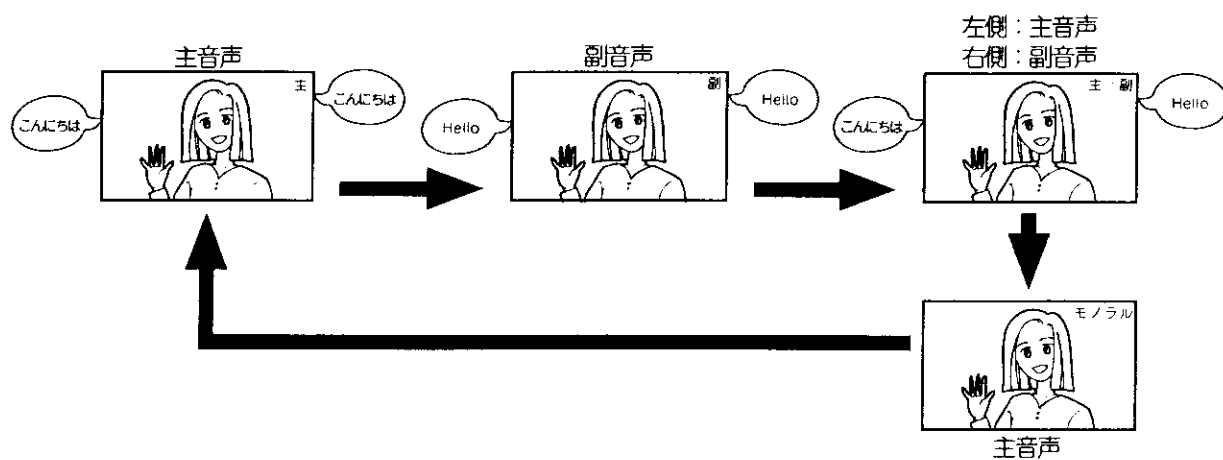 主音声
主
こんにちは
こんにちは
副音声
副
Hello
Hello
左側:主音声
右側:副音声
主・副
こんにちは
Hello
モノラル
主音声